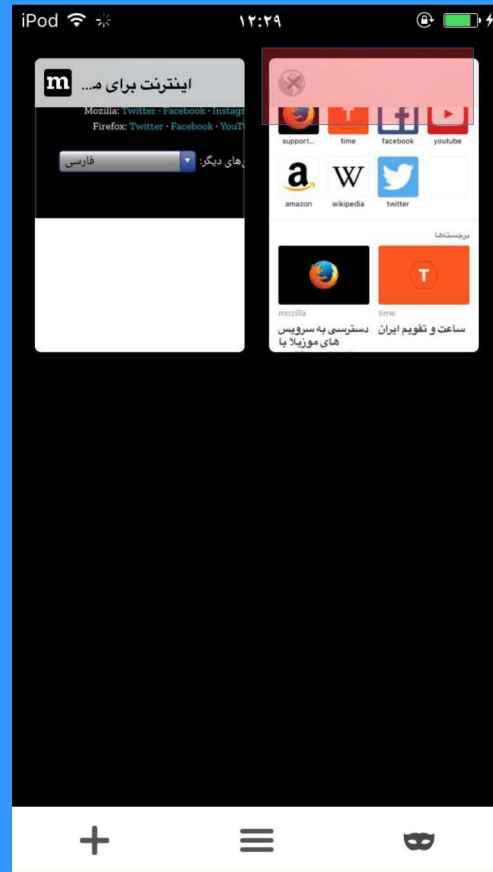 iPod
۱۲:۲۹
m
اینترنت برای م...
Mozilla: Twitter · Facebook · Instagr
Firefox: Twitter · Facebook · YouT
های دیگر:
فارسی
support...
time
facebook
youtube
amazon
wikipedia
twitter
برجسته‌ها
mozilla
دسترسی به سرویس
های موزیلا با
time
ساعت و تقویم ایران